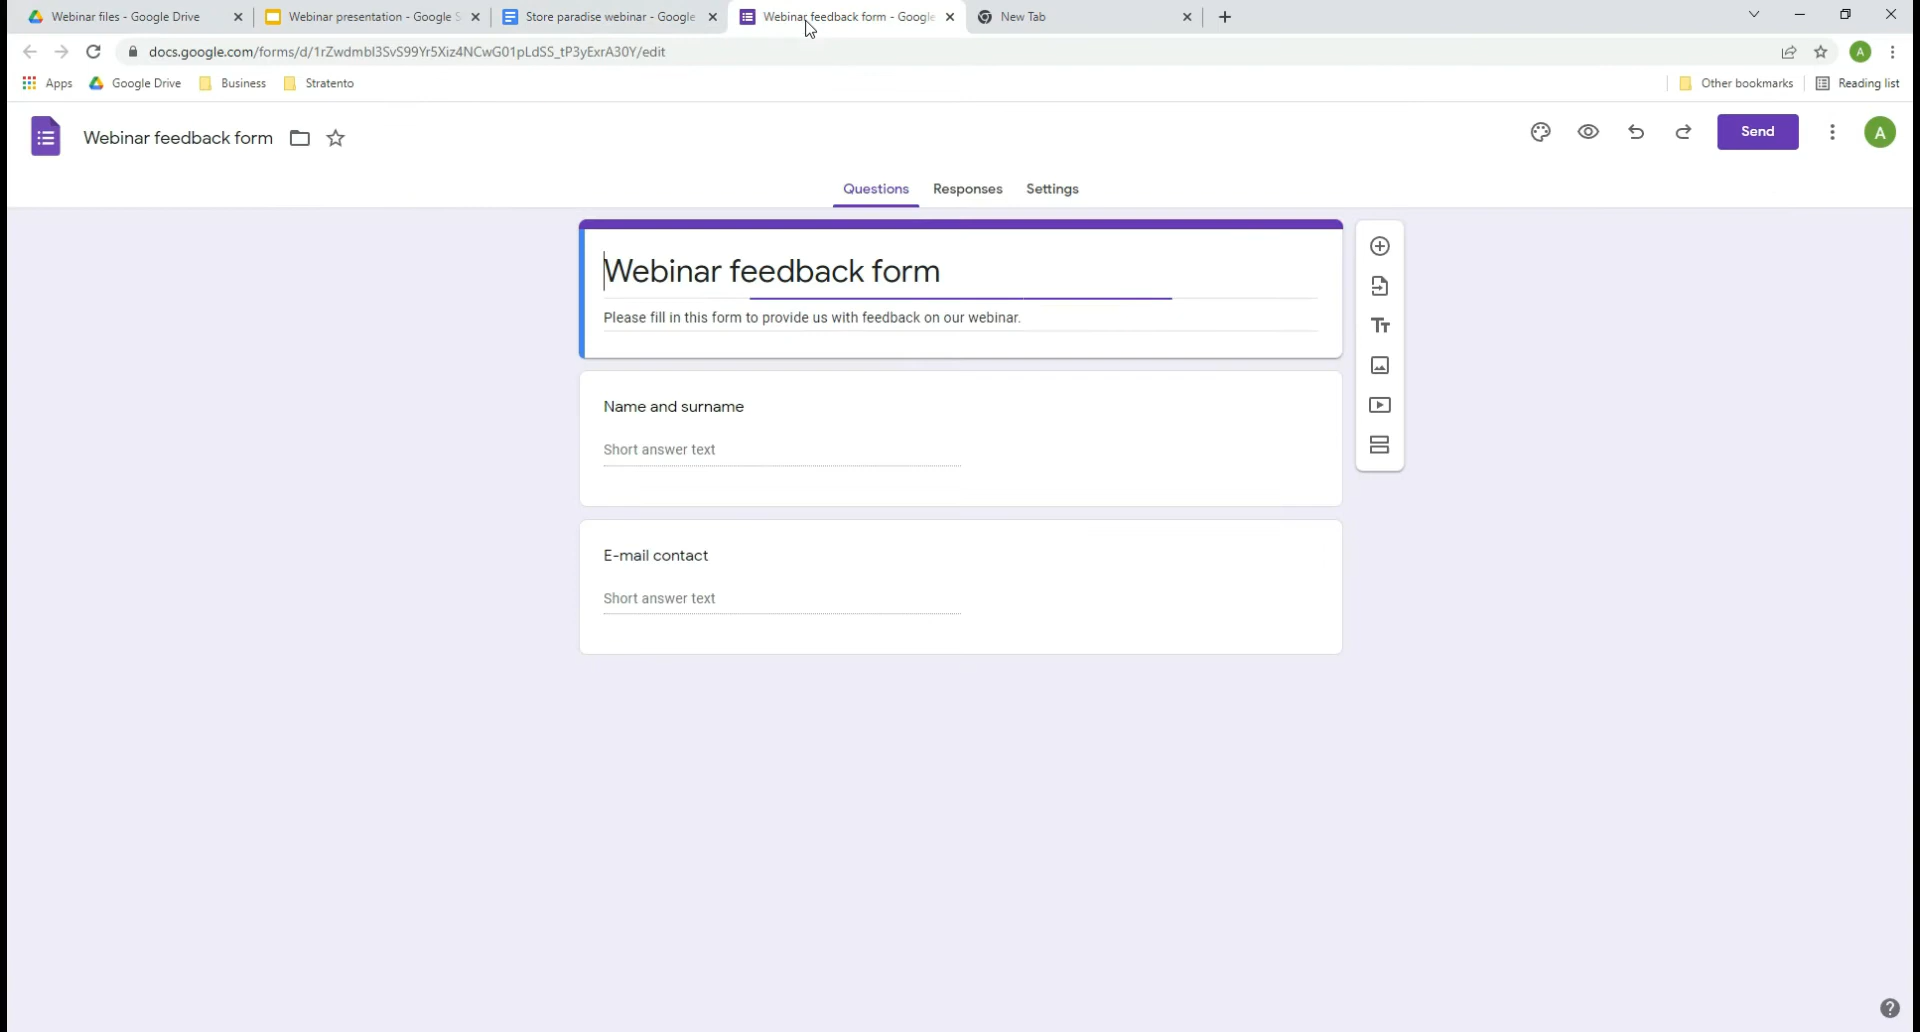 Webinar files - Google Drive
Webinar presentation - Google S
Store paradise webinar - Google
Webinar feedback form - Google
New Tab
docs.google.com/forms/d/1rZwdmbI3SvS99Yr5Xiz4NCwG01pLdSS_tP3yExrA30Y/edit
A
Apps
Google Drive
Business
Stratento
Other bookmarks
Reading list
Webinar feedback form
Send
A
Questions
Responses
Settings
Webinar feedback form
Please fill in this form to provide us with feedback on our webinar.
Name and surname
Short answer text
E-mail contact
Short answer text